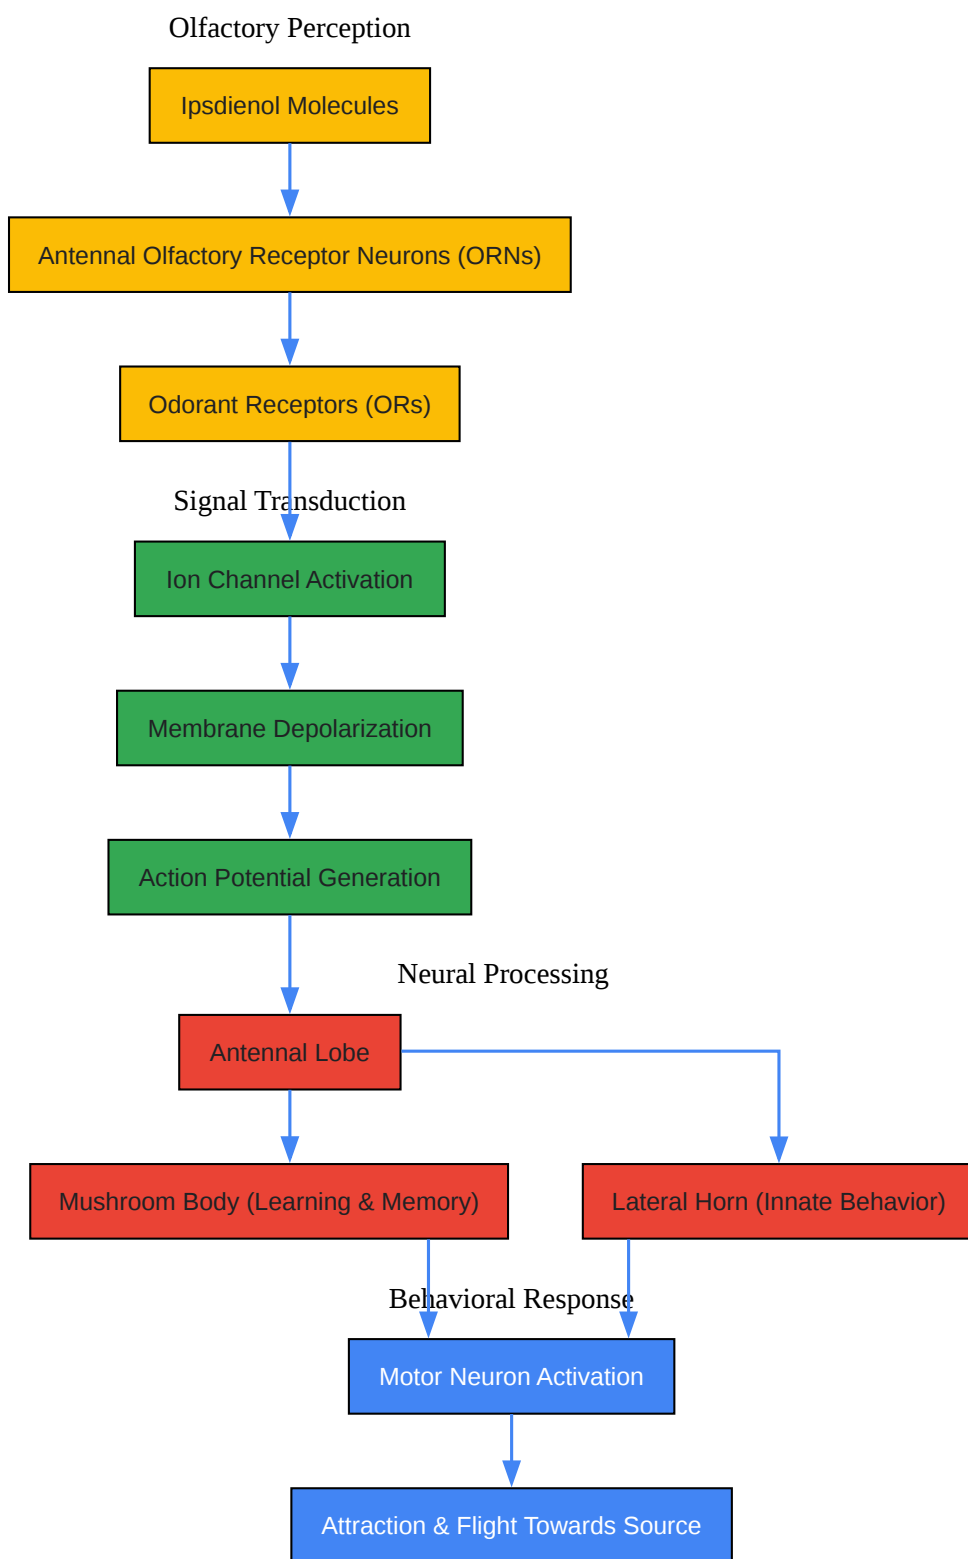 Olfactory Perception
Ipsdienol Molecules
Antennal Olfactory Receptor Neurons (ORNs)
Odorant Receptors (ORs)
Signal Transduction
Ion Channel Activation
Membrane Depolarization
Action Potential Generation
Neural Processing
Antennal Lobe
Mushroom Body (Learning & Memory)
Lateral Horn (Innate Behavior)
Behavioral Response
Motor Neuron Activation
Attraction & Flight Towards Source